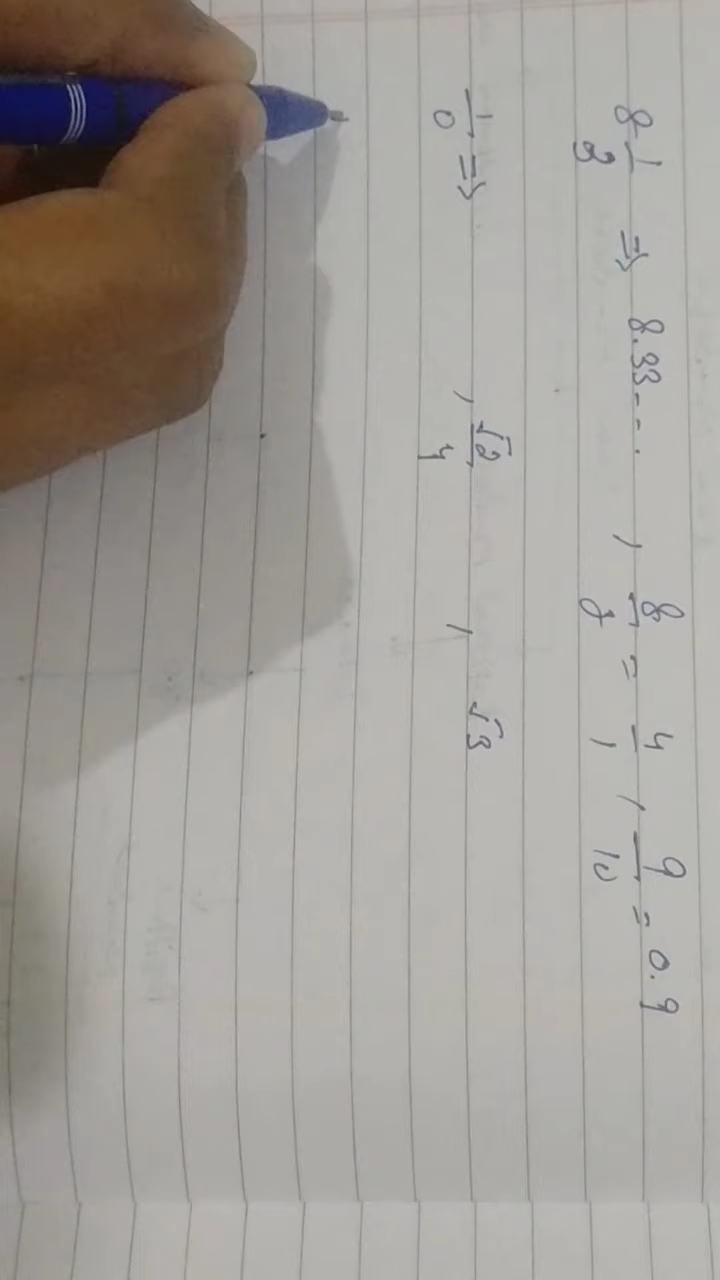 8 1/3 ⇒ 8.33--. , 8/2 = 4/1 , 9/10 = 0.9
1/0 ⇒ , √2/4 , √3